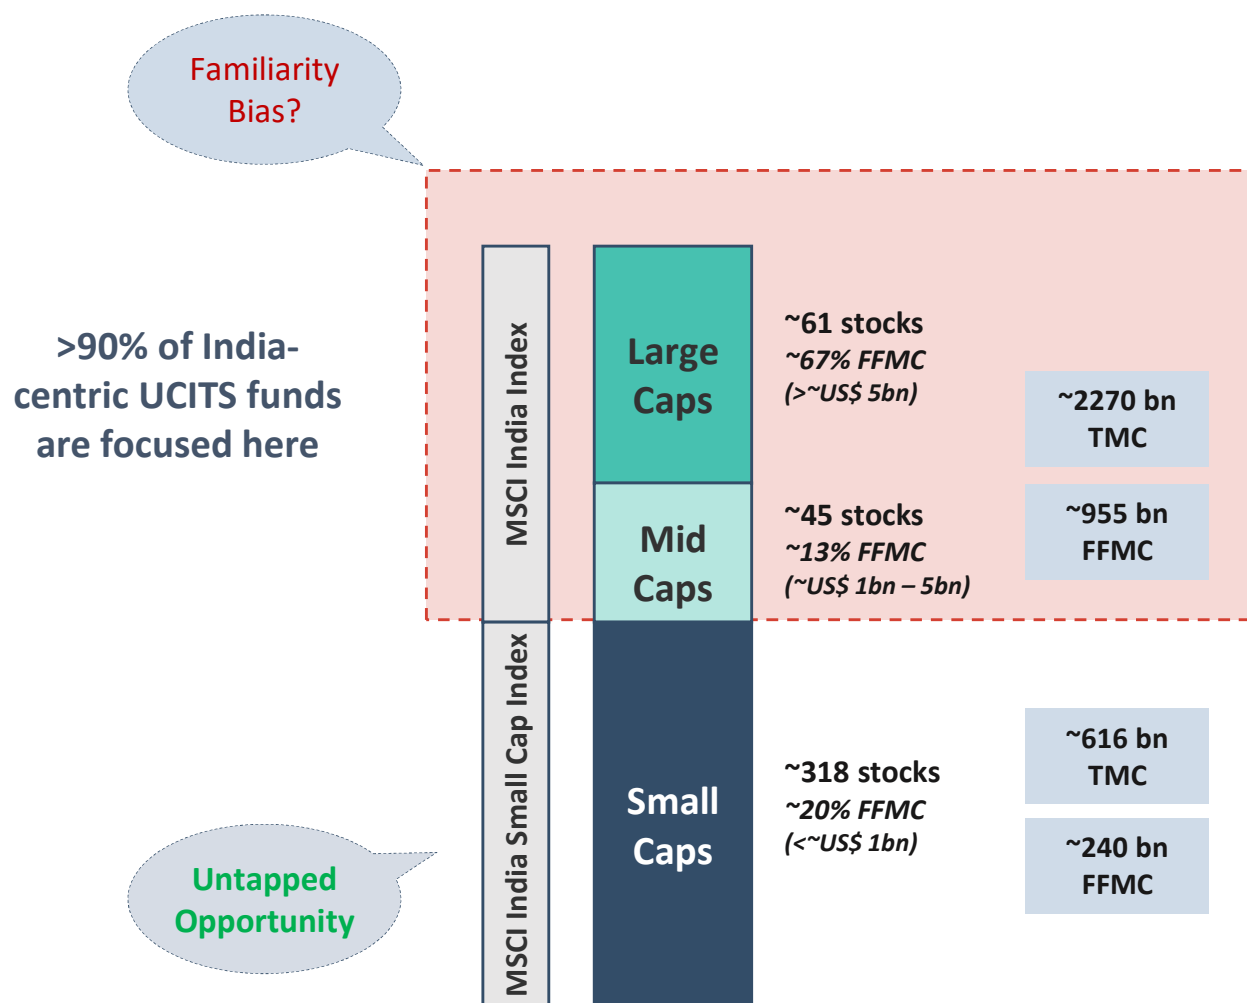 Familiarity
Bias?
>90% of India-
centric UCITS funds
are focused here
MSCI India Index
Large
Caps
~61 stocks
~67% FFMC
(>~US$ 5bn)
~2270 bn
TMC
Mid
Caps
~45 stocks
~13% FFMC
(~US$ 1bn – 5bn)
~955 bn
FFMC
MSCI India Small Cap Index
Small
Caps
~318 stocks
~20% FFMC
(<~US$ 1bn)
~616 bn
TMC
~240 bn
FFMC
Untapped
Opportunity